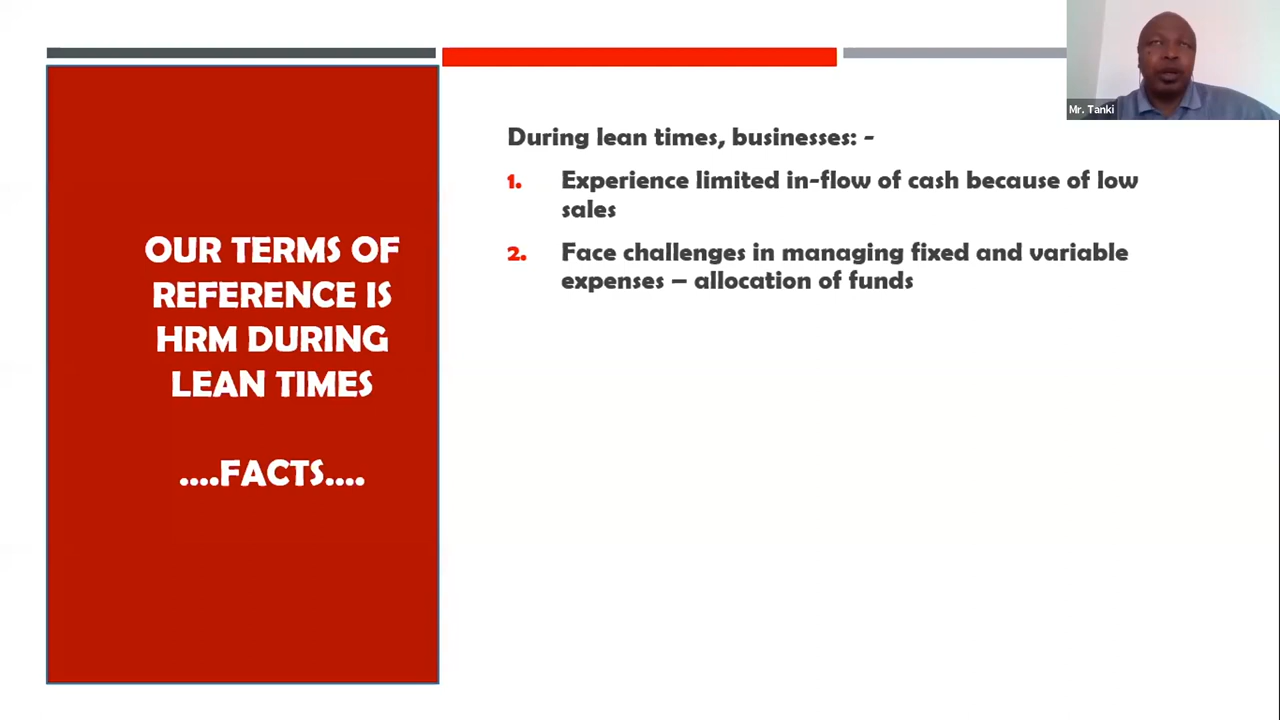 OUR TERMS OF
REFERENCE IS
HRM DURING
LEAN TIMES
....FACTS....
During lean times, businesses: -
1. Experience limited in-flow of cash because of low
sales
2. Face challenges in managing fixed and variable
expenses – allocation of funds
Mr. Tanki